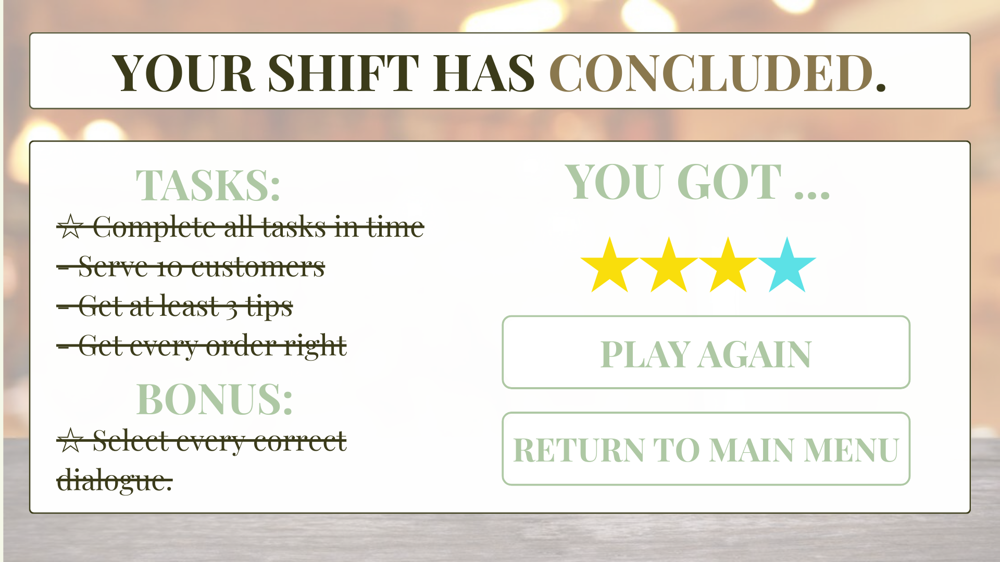 YOUR SHIFT HAS CONCLUDED.
TASKS:
☆ Complete all tasks in time
- Serve 10 customers
- Get at least 3 tips
- Get every order right
BONUS:
☆ Select every correct
dialogue.
YOU GOT ...
PLAY AGAIN
RETURN TO MAIN MENU